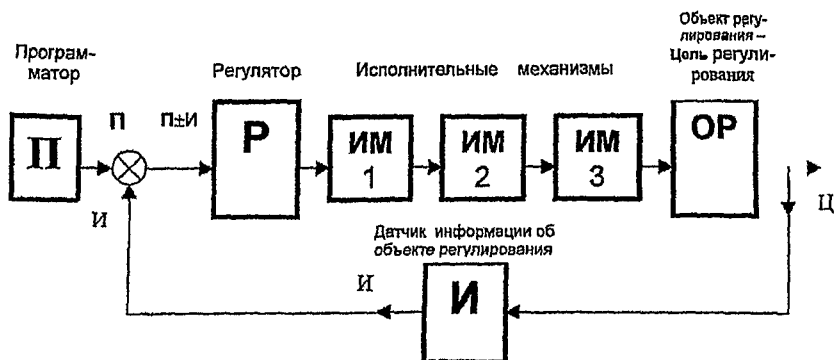 Програм-
матор
Регулятор
Исполнительные механизмы
Объект регу-
лирования –
Цель регули-
рования
П
П
П±И
Р
ИМ
1
ИМ
2
ИМ
3
ОР
И
Ц
Датчик информации об
объекте регулирования
И
И